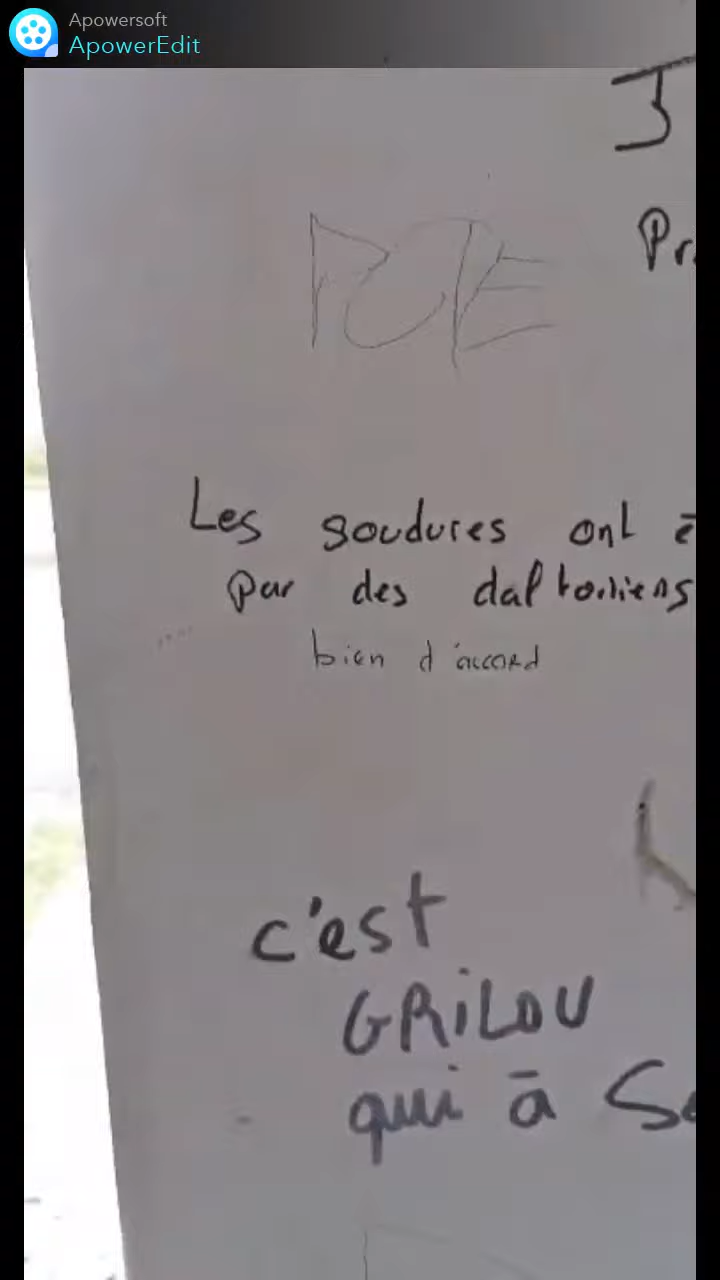 Apowersoft
ApowerEdit
Les soudures ont é
par des daltoniens
bien d'accord
c'est
GRiLOU
qui à